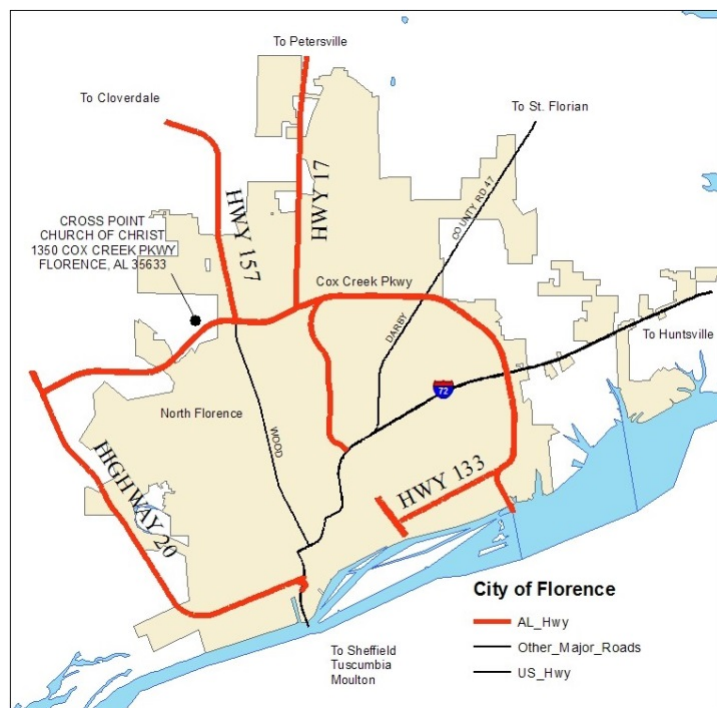 To Petersville
To Cloverdale
To St. Florian
HWY 17
COUNTY RD 47
HWY 157
CROSS POINT
CHURCH OF CHRIST
1350 COX CREEK PKWY
FLORENCE, AL 35633
Cox Creek Pkwy
DARBY
To Huntsville
72
North Florence
WOOD
HWY 133
HIGHWAY 20
City of Florence
AL_Hwy
Other_Major_Roads
US_Hwy
To Sheffield
Tuscumbia
Moulton